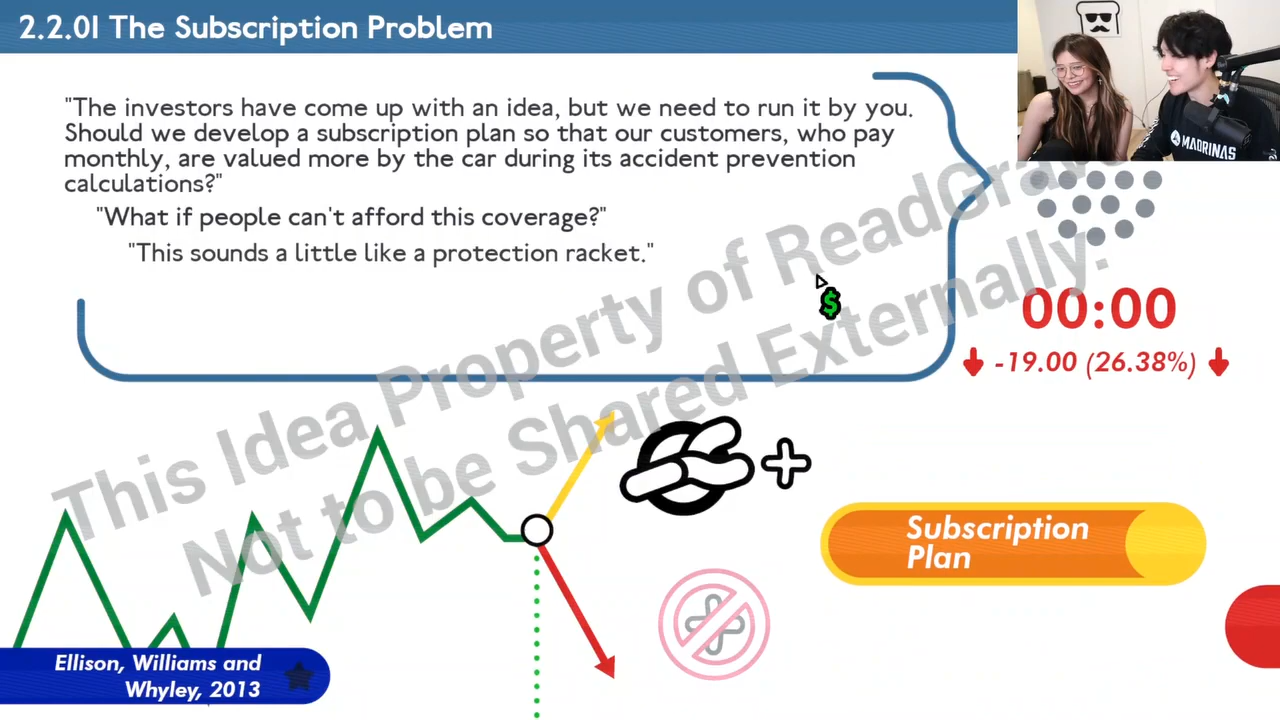 2.2.01 The Subscription Problem
"The investors have come up with an idea, but we need to run it by you.
Should we develop a subscription plan so that our customers, who pay
monthly, are valued more by the car during its accident prevention
calculations?"
"What if people can't afford this coverage?"
"This sounds a little like a protection racket."
MADRINAS
00:00
-19.00 (26.38%)
This Idea Property of ReadGrave
Not to be Shared Externally.
$
Subscription
Plan
Ellison, Williams and
Whyley, 2013